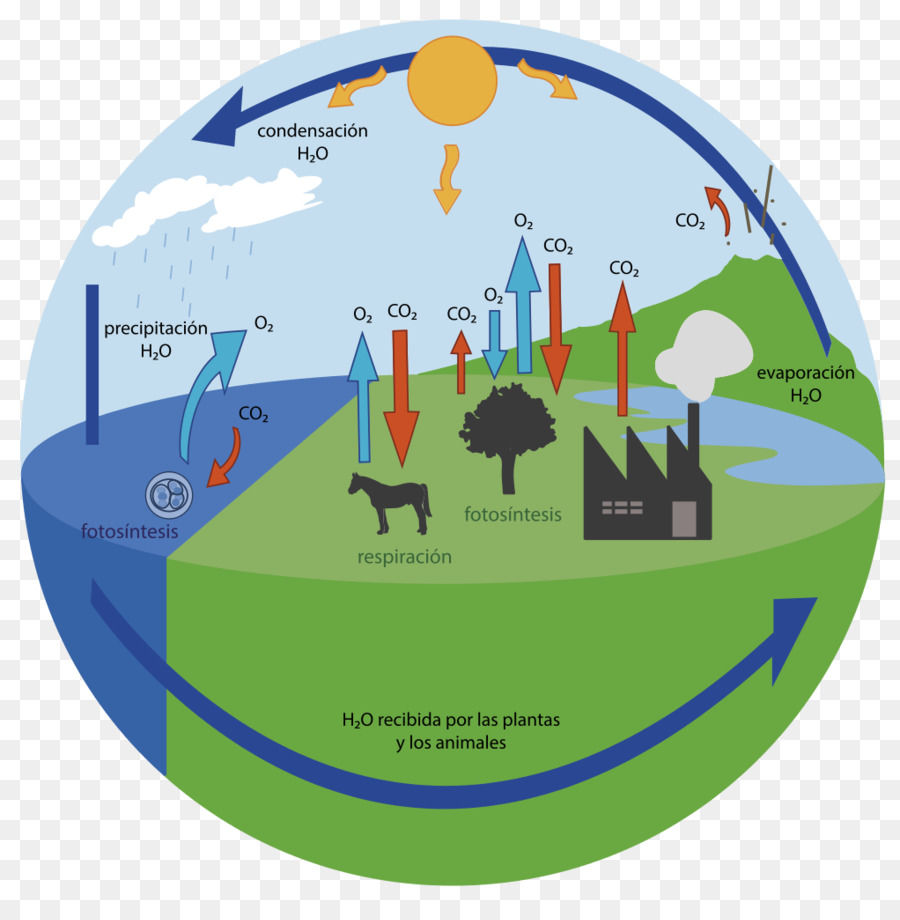 condensación
H₂O
CO₂
O₂
CO₂
CO₂
O₂
O₂
CO₂
CO₂
precipitación
H₂O
O₂
evaporación
H₂O
CO₂
fotosíntesis
fotosíntesis
respiración
H₂O recibida por las plantas
y los animales